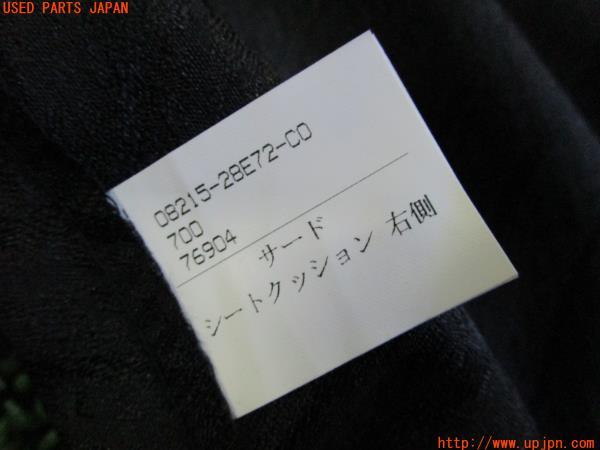 USED PARTS JAPAN
08215-28E72-C0
700
76904
サード
シートクッション 右側
http://www.upjpn.com/